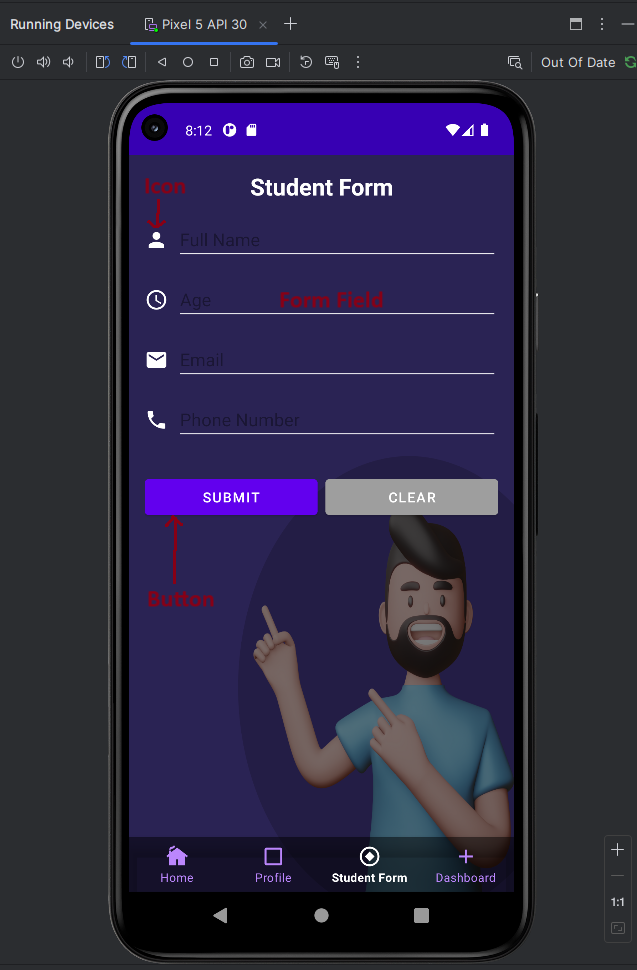 Running Devices
Pixel 5 API 30
Out Of Date
8:12
Icon
Student Form
Full Name
Age
Form Field
Email
Phone Number
SUBMIT
CLEAR
Button
Home
Profile
Student Form
Dashboard
1:1